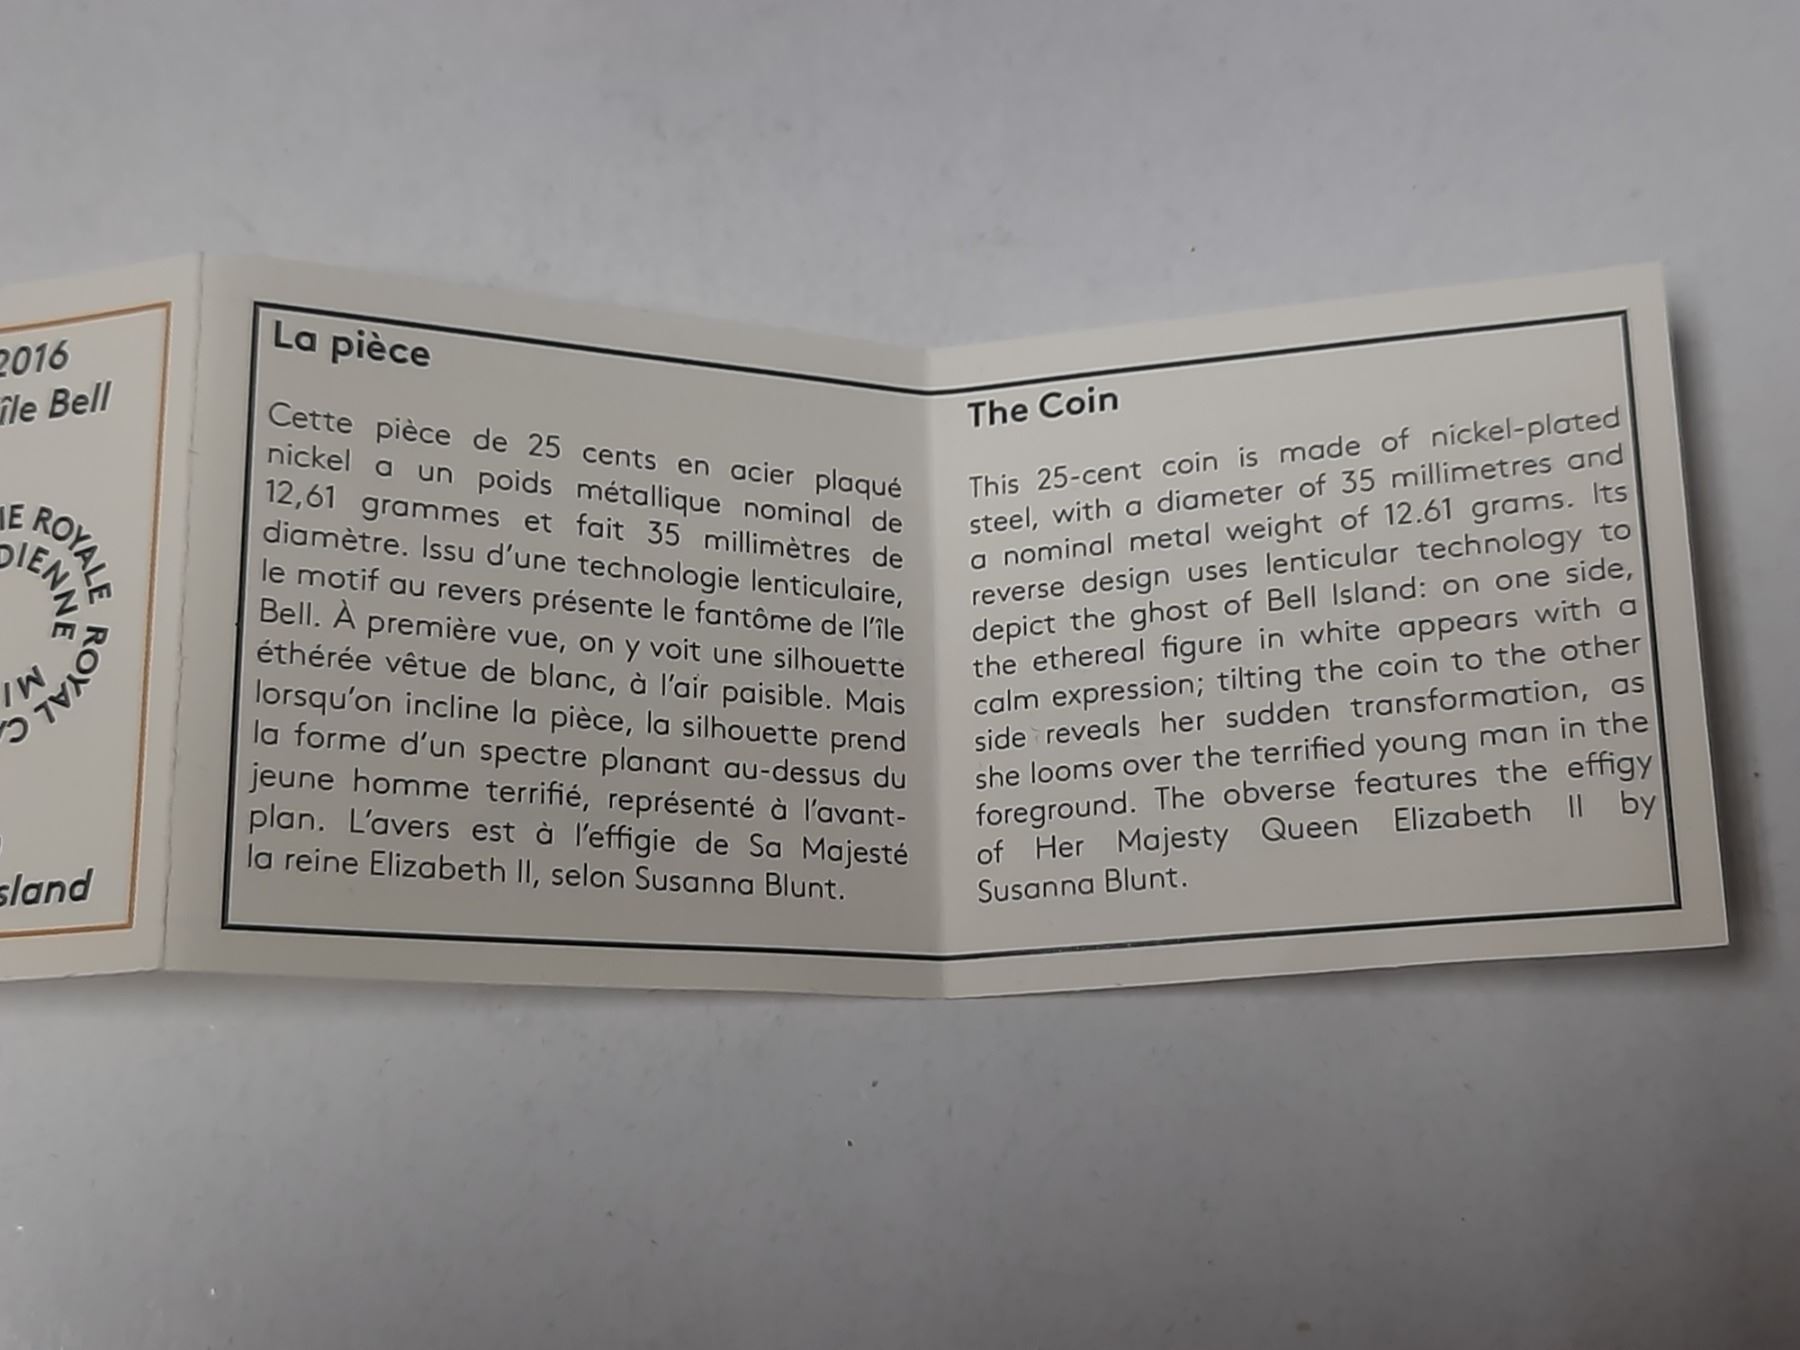 2016
île Bell
ROYALE
ROYAL
sland
La pièce
Cette pièce de 25 cents en acier plaqué
nickel a un poids métallique nominal de
12,61 grammes et fait 35 millimètres de
diamètre. Issu d'une technologie lenticulaire,
le motif au revers présente le fantôme de l'île
Bell. À première vue, on y voit une silhouette
éthérée vêtue de blanc, à l'air paisible. Mais
lorsqu'on incline la pièce, la silhouette prend
la forme d'un spectre planant au-dessus du
jeune homme terrifié, représenté à l'avant-
plan. L'avers est à l'effigie de Sa Majesté
la reine Elizabeth II, selon Susanna Blunt.
The Coin
This 25-cent coin is made of nickel-plated
steel, with a diameter of 35 millimetres and
a nominal metal weight of 12.61 grams. Its
reverse design uses lenticular technology to
depict the ghost of Bell Island: on one side,
the ethereal figure in white appears with a
calm expression; tilting the coin to the other
side reveals her sudden transformation, as
she looms over the terrified young man in the
foreground. The obverse features the effigy
of Her Majesty Queen Elizabeth II by
Susanna Blunt.